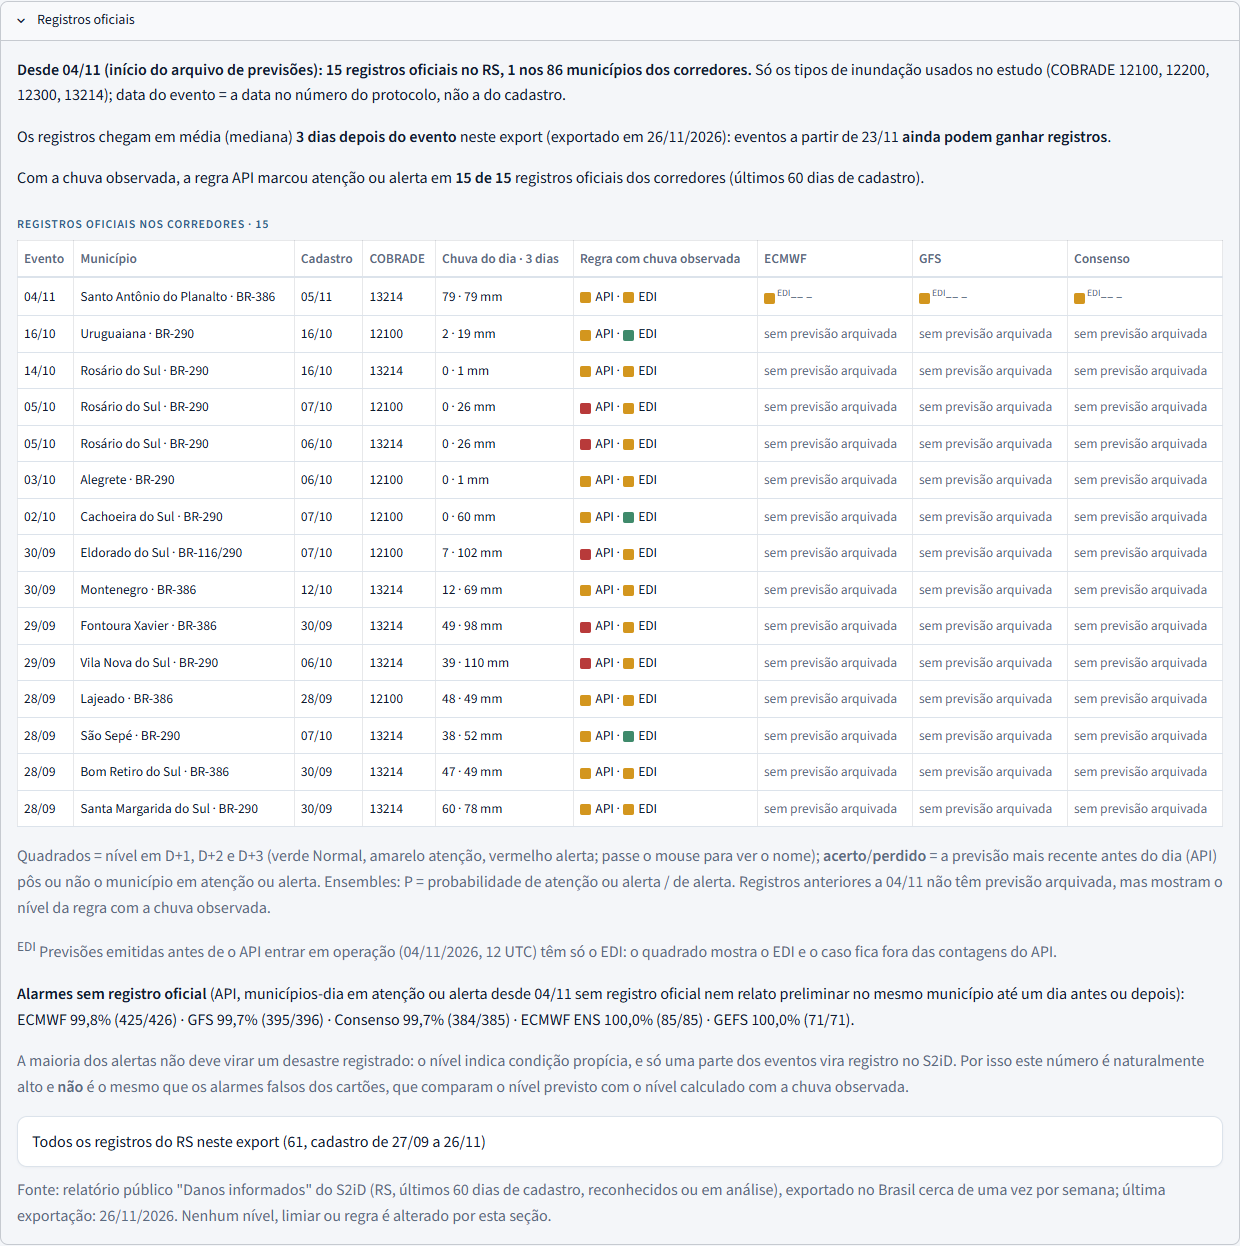 Registros oficiais
Desde 04/11 (início do arquivo de previsões): 15 registros oficiais no RS, 1 nos 86 municípios dos corredores. Só os tipos de inundação usados no estudo (COBRADE 12100, 12200,
12300, 13214); data do evento = a data no número do protocolo, não a do cadastro.
Os registros chegam em média (mediana) 3 dias depois do evento neste export (exportado em 26/11/2026): eventos a partir de 23/11 ainda podem ganhar registros.
Com a chuva observada, a regra API marcou atenção ou alerta em 15 de 15 registros oficiais dos corredores (últimos 60 dias de cadastro).
REGISTROS OFICIAIS NOS CORREDORES · 15
Evento Município Cadastro COBRADE Chuva do dia · 3 dias Regra com chuva observada ECMWF GFS Consenso
04/11 Santo Antônio do Planalto · BR-386 05/11 13214 79 · 79 mm API · EDI EDI–– – EDI–– – EDI–– –
16/10 Uruguaiana · BR-290 16/10 12100 2 · 19 mm API · EDI sem previsão arquivada sem previsão arquivada sem previsão arquivada
14/10 Rosário do Sul · BR-290 16/10 13214 0 · 1 mm API · EDI sem previsão arquivada sem previsão arquivada sem previsão arquivada
05/10 Rosário do Sul · BR-290 07/10 12100 0 · 26 mm API · EDI sem previsão arquivada sem previsão arquivada sem previsão arquivada
05/10 Rosário do Sul · BR-290 06/10 13214 0 · 26 mm API · EDI sem previsão arquivada sem previsão arquivada sem previsão arquivada
03/10 Alegrete · BR-290 06/10 12100 0 · 1 mm API · EDI sem previsão arquivada sem previsão arquivada sem previsão arquivada
02/10 Cachoeira do Sul · BR-290 07/10 12100 0 · 60 mm API · EDI sem previsão arquivada sem previsão arquivada sem previsão arquivada
30/09 Eldorado do Sul · BR-116/290 07/10 12100 7 · 102 mm API · EDI sem previsão arquivada sem previsão arquivada sem previsão arquivada
30/09 Montenegro · BR-386 12/10 13214 12 · 69 mm API · EDI sem previsão arquivada sem previsão arquivada sem previsão arquivada
29/09 Fontoura Xavier · BR-386 30/09 13214 49 · 98 mm API · EDI sem previsão arquivada sem previsão arquivada sem previsão arquivada
29/09 Vila Nova do Sul · BR-290 06/10 13214 39 · 110 mm API · EDI sem previsão arquivada sem previsão arquivada sem previsão arquivada
28/09 Lajeado · BR-386 28/09 12100 48 · 49 mm API · EDI sem previsão arquivada sem previsão arquivada sem previsão arquivada
28/09 São Sepé · BR-290 07/10 13214 38 · 52 mm API · EDI sem previsão arquivada sem previsão arquivada sem previsão arquivada
28/09 Bom Retiro do Sul · BR-386 30/09 13214 47 · 49 mm API · EDI sem previsão arquivada sem previsão arquivada sem previsão arquivada
28/09 Santa Margarida do Sul · BR-290 30/09 13214 60 · 78 mm API · EDI sem previsão arquivada sem previsão arquivada sem previsão arquivada
Quadrados = nível em D+1, D+2 e D+3 (verde Normal, amarelo atenção, vermelho alerta; passe o mouse para ver o nome); acerto/perdido = a previsão mais recente antes do dia (API)
pôs ou não o município em atenção ou alerta. Ensembles: P = probabilidade de atenção ou alerta / de alerta. Registros anteriores a 04/11 não têm previsão arquivada, mas mostram o
nível da regra com a chuva observada.
EDI Previsões emitidas antes de o API entrar em operação (04/11/2026, 12 UTC) têm só o EDI: o quadrado mostra o EDI e o caso fica fora das contagens do API.
Alarmes sem registro oficial (API, municípios-dia em atenção ou alerta desde 04/11 sem registro oficial nem relato preliminar no mesmo município até um dia antes ou depois):
ECMWF 99,8% (425/426) · GFS 99,7% (395/396) · Consenso 99,7% (384/385) · ECMWF ENS 100,0% (85/85) · GEFS 100,0% (71/71).
A maioria dos alertas não deve virar um desastre registrado: o nível indica condição propícia, e só uma parte dos eventos vira registro no S2iD. Por isso este número é naturalmente
alto e não é o mesmo que os alarmes falsos dos cartões, que comparam o nível previsto com o nível calculado com a chuva observada.
Todos os registros do RS neste export (61, cadastro de 27/09 a 26/11)
Fonte: relatório público "Danos informados" do S2iD (RS, últimos 60 dias de cadastro, reconhecidos ou em análise), exportado no Brasil cerca de uma vez por semana; última
exportação: 26/11/2026. Nenhum nível, limiar ou regra é alterado por esta seção.